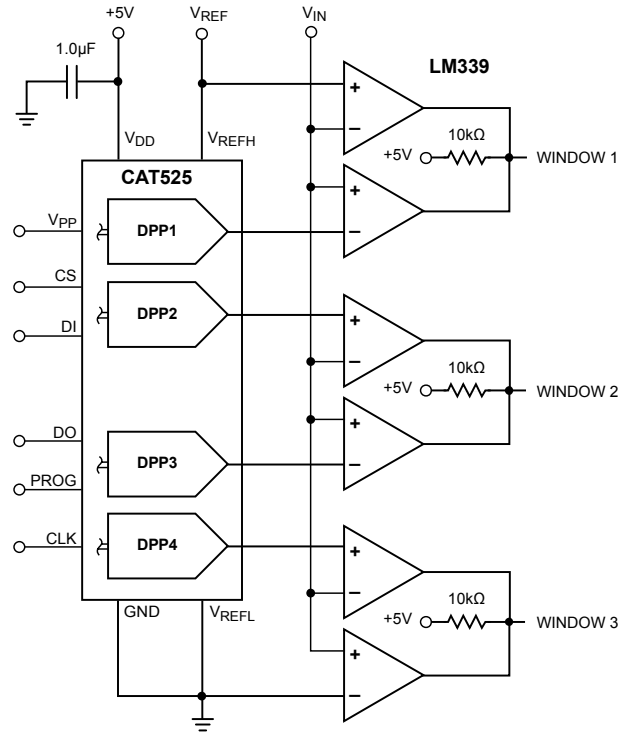 +5V
VREF
VIN
1.0µF
LM339
VDD
VREFH
+
–
10kΩ
+5V
WINDOW 1
CAT525
+
–
VPP
DPP1
CS
DPP2
DI
+
–
10kΩ
+5V
WINDOW 2
+
–
DO
DPP3
PROG
CLK
DPP4
+
–
10kΩ
+5V
WINDOW 3
GND
VREFL
+
–